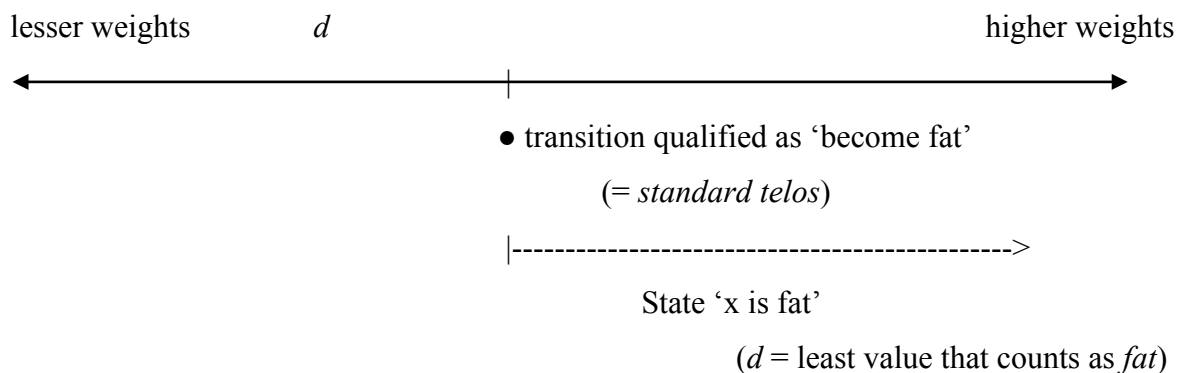 lesser weights d higher weights
● transition qualified as ‘become fat’
(= standard telos)
|--------------------------------------------->
State ‘x is fat’
(d = least value that counts as fat)